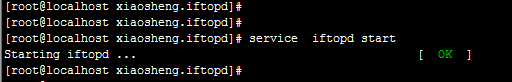 [root@localhost xiaosheng.iftopd]#
[root@localhost xiaosheng.iftopd]#
[root@localhost xiaosheng.iftopd]# service  iftopd start
Starting iftopd ...                                        [  OK  ]
[root@localhost xiaosheng.iftopd]#